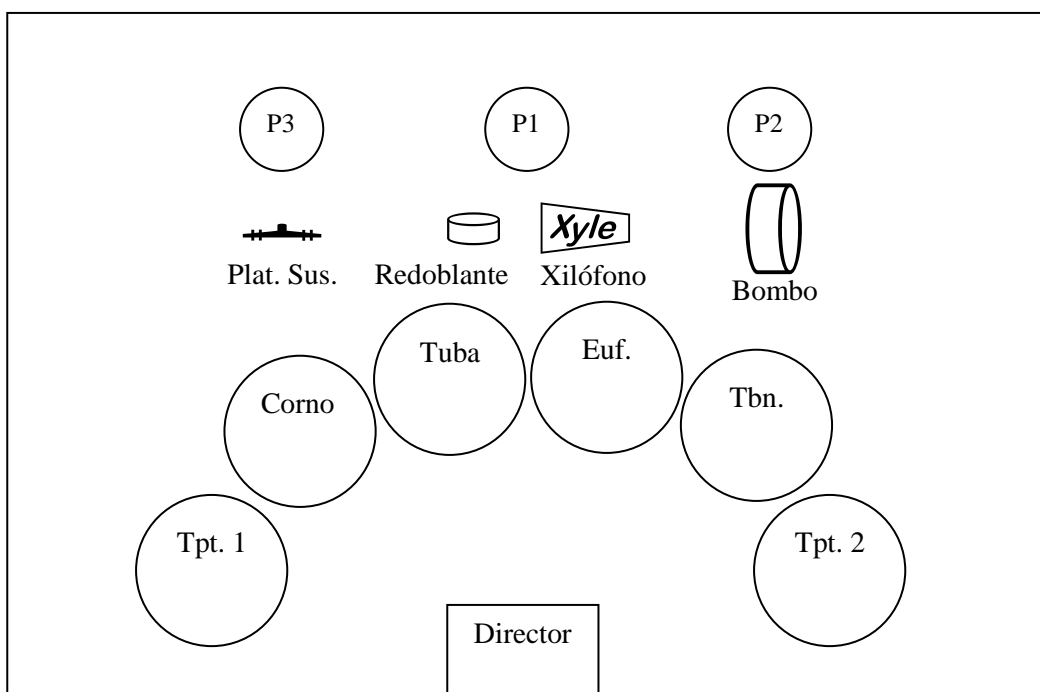 P3 P1 P2
Xyle
Plat. Sus. Redoblante Xilófono Bombo
Tuba Euf.
Corno Tbn.
Tpt. 1 Tpt. 2
Director